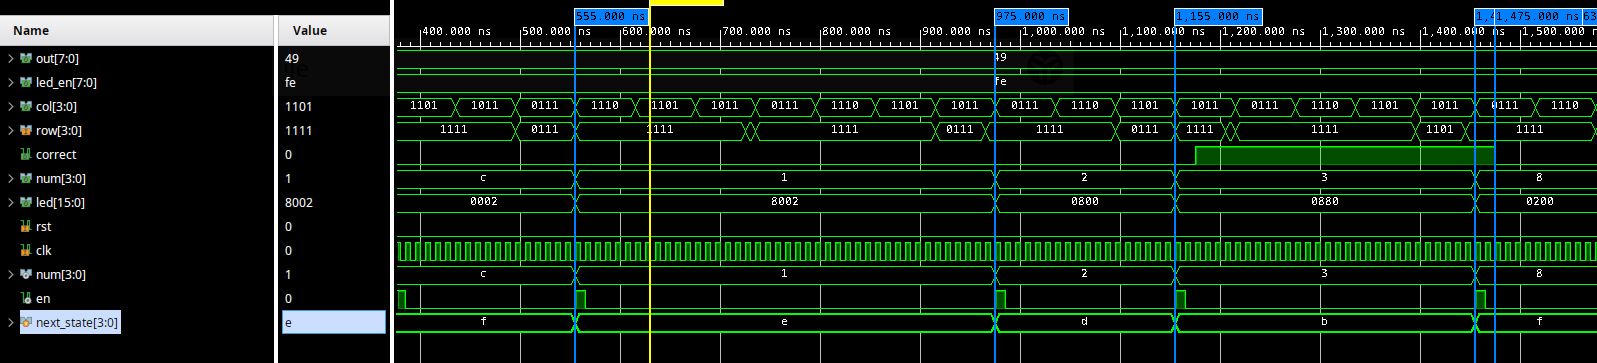 555.000 ns 975.000 ns 1,155.000 ns 1,4 1,475.000 ns 63
Name Value 400.000 ns 500.000 ns 600.000 ns 700.000 ns 800.000 ns 900.000 ns 1,000.000 ns 1,100.000 ns 1,200.000 ns 1,300.000 ns 1,400.000 ns 1,500.000 ns
out[7:0] 49 49
led_en[7:0] fe fe
col[3:0] 1101 1101 1011 0111 1110 1101 1011 0111 1110 1101 1011 0111 1110 1101 1011 0111 1110 1101 1011 0111 1110
row[3:0] 1111 1111 0111 1111 1111 0111 1111 0111 1111 1111 1101 1111
correct 0
num[3:0] 1 c 1 2 3 8
led[15:0] 8002 0002 8002 0800 0880 0200
rst 0
clk 0
num[3:0] 1 c 1 2 3 8
en 0
next_state[3:0] e f e d b f